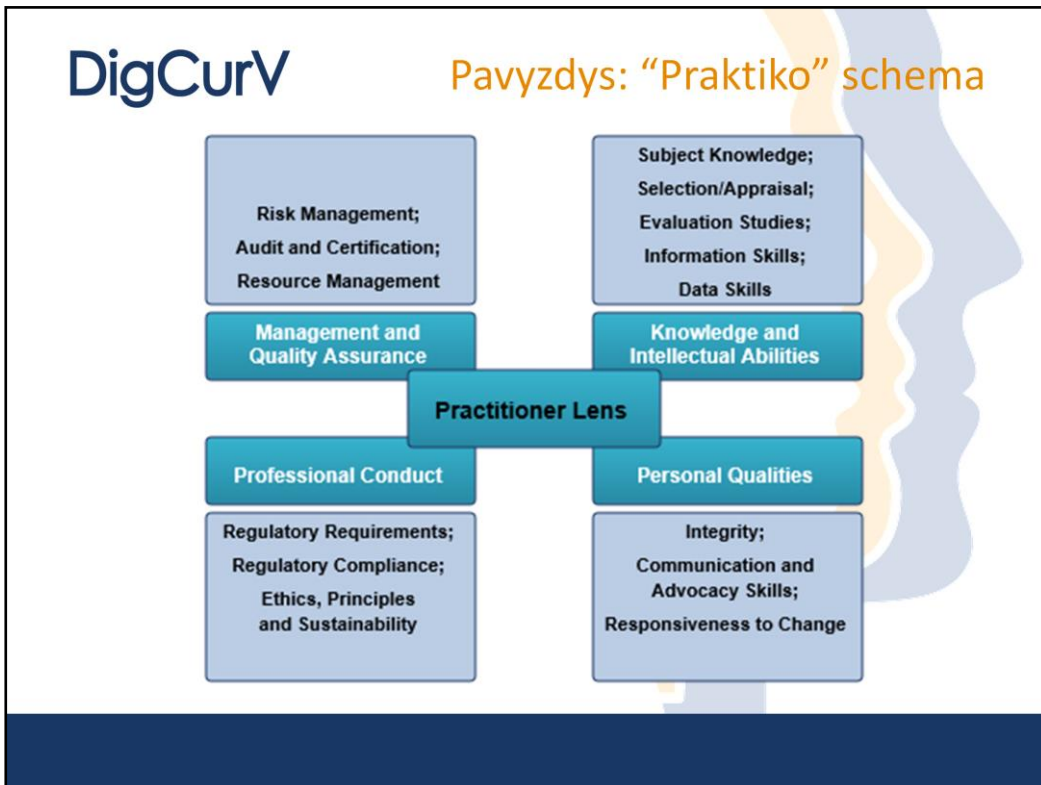 DigCurV
Pavyzdys: “Praktiko” schema
Risk Management;
Audit and Certification;
Resource Management
Management and
Quality Assurance
Subject Knowledge;
Selection/Appraisal;
Evaluation Studies;
Information Skills;
Data Skills
Knowledge and
Intellectual Abilities
Practitioner Lens
Professional Conduct
Regulatory Requirements;
Regulatory Compliance;
Ethics, Principles
and Sustainability
Personal Qualities
Integrity;
Communication and
Advocacy Skills;
Responsiveness to Change